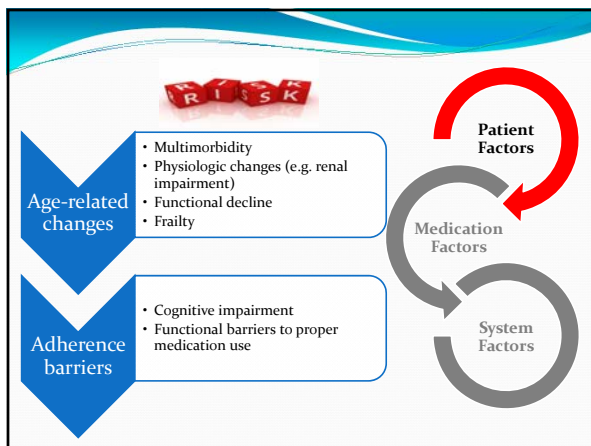 RISK
RISSK
Age-related
changes
• Multimorbidity
• Physiologic changes (e.g. renal
impairment)
• Functional decline
• Frailty
Adherence
barriers
• Cognitive impairment
• Functional barriers to proper
medication use
Patient
Factors
Medication
Factors
System
Factors